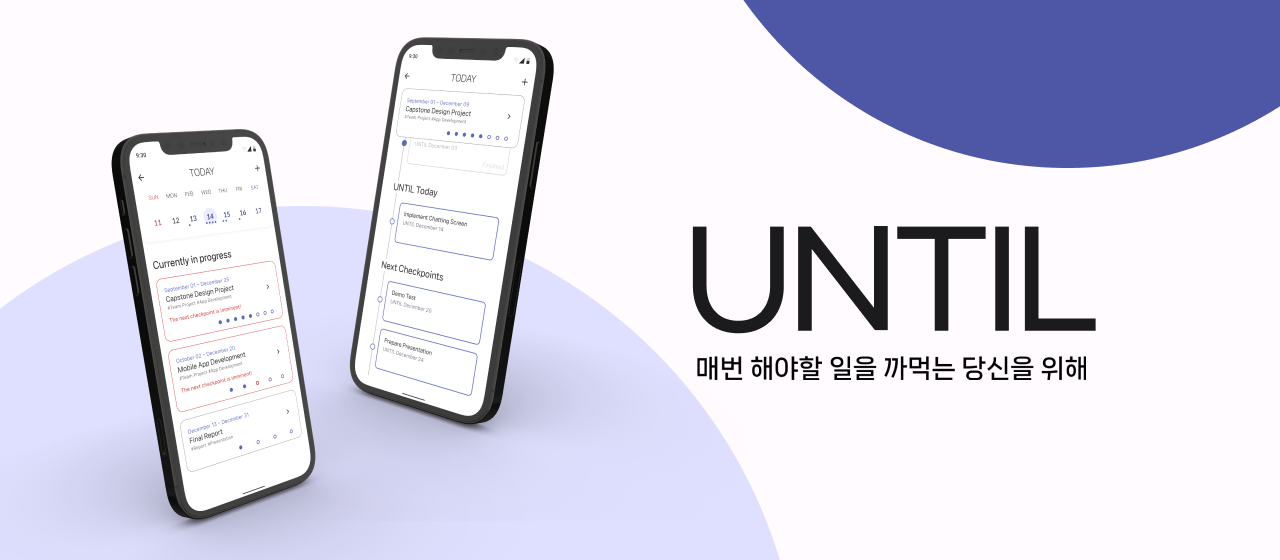 9:30
TODAY
SUN MON FEB WED THU FRI SAT
11 12 13 14 15 16 17
Currently in progress
September 01 – December 25
Capstone Design Project
#Team Project #App Development
The next checkpoint is imminent!
October 02 – December 20
Mobile App Development
#Team Project #App Development
The next checkpoint is imminent!
December 13 – December 31
Final Report
#Report #Presentation
9:30
TODAY
September 01 – December 09
Capstone Design Project
#Team Project #App Development
UNTIL December 03
Finished
UNTIL Today
Implement Chatting Screen
UNTIL December 14
Next Checkpoints
Demo Test
UNTIL December 20
Prepare Presentation
UNTIL December 24
UNTIL
매번 해야할 일을 까먹는 당신을 위해